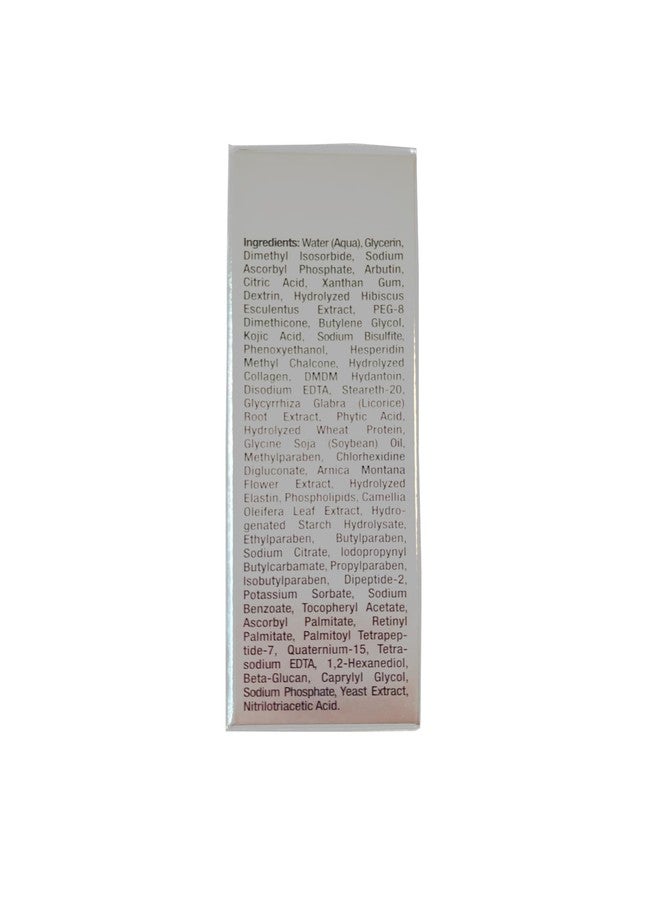 Ingredients: Water (Aqua), Glycerin,
Dimethyl Isosorbide, Sodium
Ascorbyl Phosphate, Arbutin,
Citric Acid, Xanthan Gum,
Dextrin, Hydrolyzed Hibiscus
Esculentus Extract, PEG-8
Dimethicone, Butylene Glycol,
Kojic Acid, Sodium Bisulfite,
Phenoxyethanol, Hesperidin
Methyl Chalcone, Hydrolyzed
Collagen, DMDM Hydantoin,
Disodium EDTA, Steareth-20,
Glycyrrhiza Glabra (Licorice)
Root Extract, Phytic Acid,
Hydrolyzed Wheat Protein,
Glycine Soja (Soybean) Oil,
Methylparaben, Chlorhexidine
Digluconate, Arnica Montana
Flower Extract, Hydrolyzed
Elastin, Phospholipids, Camellia
Oleifera Leaf Extract, Hydro-
genated Starch Hydrolysate,
Ethylparaben, Butylparaben,
Sodium Citrate, Iodopropynyl
Butylcarbamate, Propylparaben,
Isobutylparaben, Dipeptide-2,
Potassium Sorbate, Sodium
Benzoate, Tocopheryl Acetate,
Ascorbyl Palmitate, Retinyl
Palmitate, Palmitoyl Tetrapep-
tide-7, Quaternium-15, Tetra-
sodium EDTA, 1,2-Hexanediol,
Beta-Glucan, Caprylyl Glycol,
Sodium Phosphate, Yeast Extract,
Nitrilotriacetic Acid.